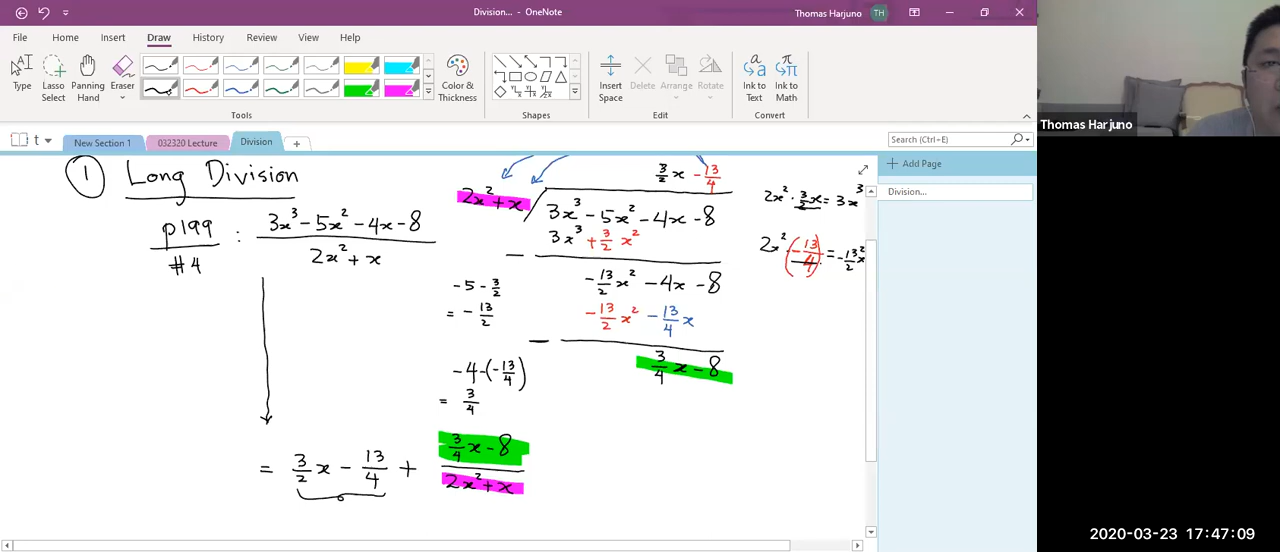 Division... - OneNote
Thomas Harjuno TH
File Home Insert Draw History Review View Help
Type Lasso Select Panning Hand Eraser Color & Thickness Insert Space Delete Arrange Rotate Ink to Text Ink to Math
Tools Shapes Edit Convert
t New Section 1 032320 Lecture Division +
Search (Ctrl+E)
Add Page
Division...
Thomas Harjuno
① Long Division
p199 #4 : (3x³ - 5x² - 4x - 8) / (2x² + x)
3/2 x - 13/4
2x² + x
3x³ - 5x² - 4x - 8
3x³ + 3/2 x²
-
-13/2 x² - 4x - 8
-13/2 x² - 13/4 x
-
3/4 x - 8
-5 - 3/2
= - 13/2
-4 - (-13/4)
= 3/4
2x² · 3/2 x = 3x³
2x² (-13/4) = -13/2 x²
= 3/2 x - 13/4 + (3/4 x - 8) / (2x² + x)
2020-03-23 17:47:09